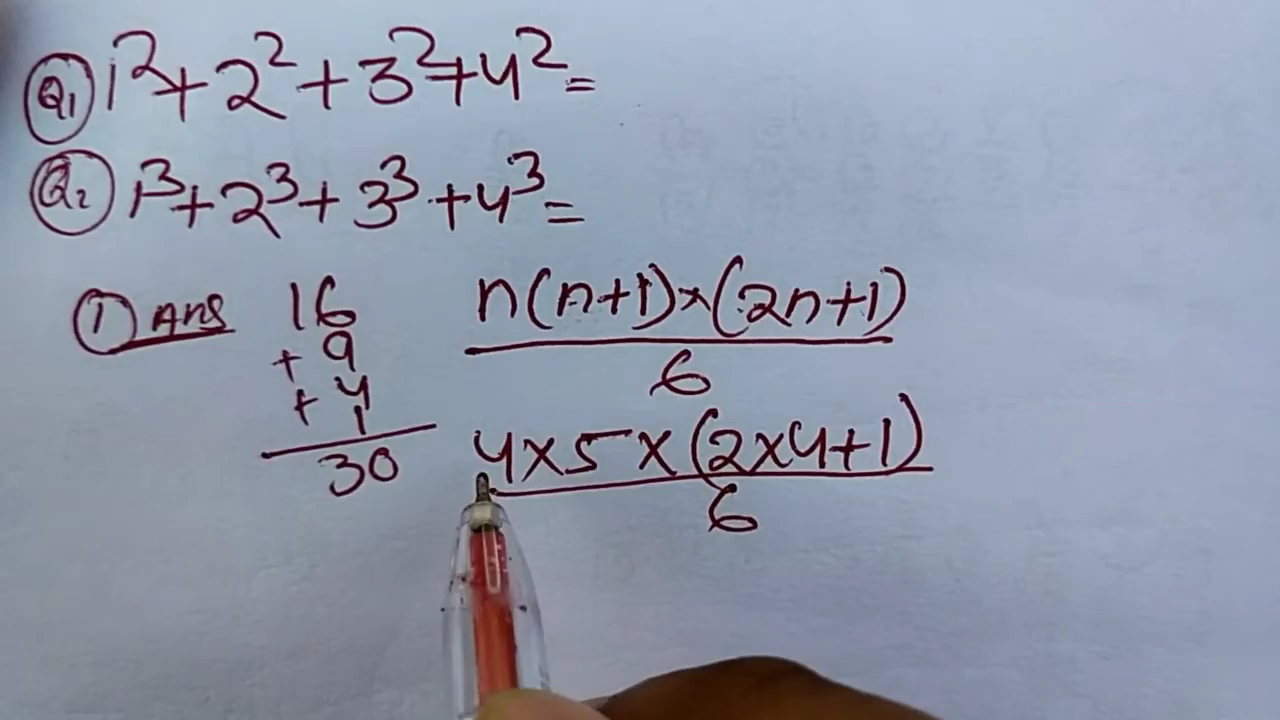 Q1 1² + 2² + 3² + 4² =
Q2 1³ + 2³ + 3³ + 4³ =
1 Ans
16
+ 9
+ 4
1
30
n(n+1)×(2n+1)
6
4×5×(2×4+1)
6